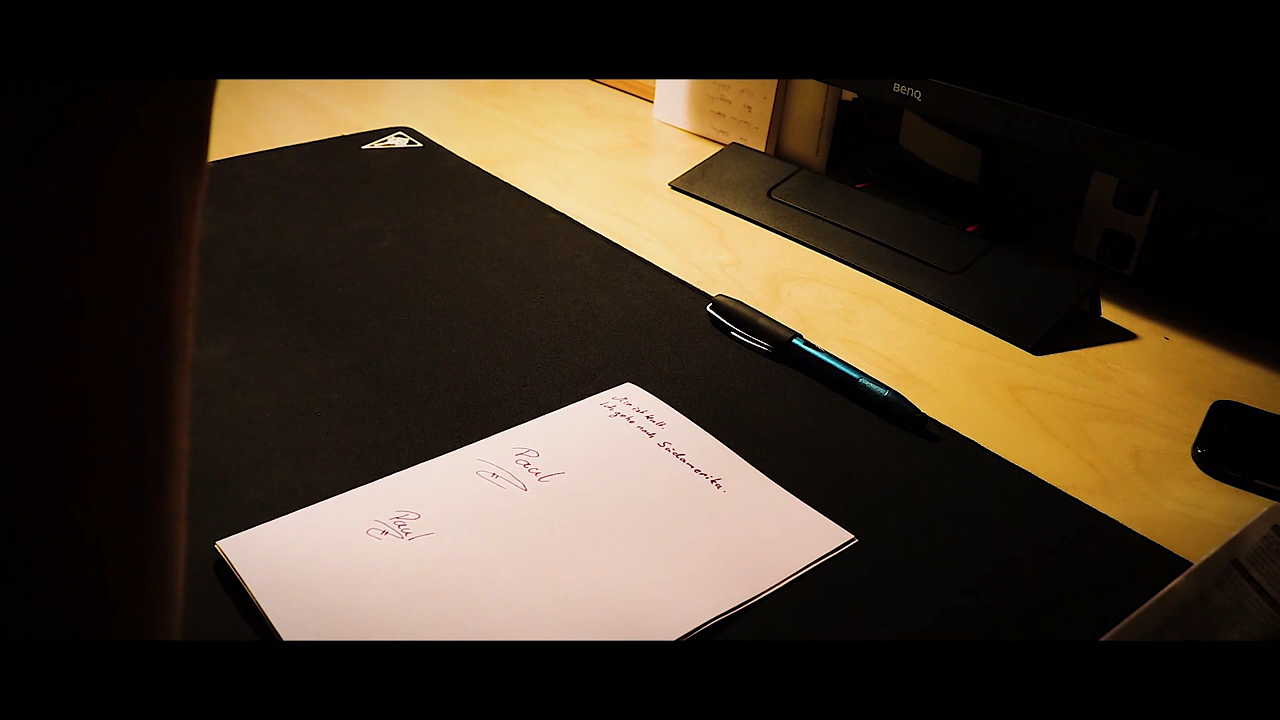 BenQ
Mir ist kalt.
Ich gehe nach Südamerika.
Paul
Paul